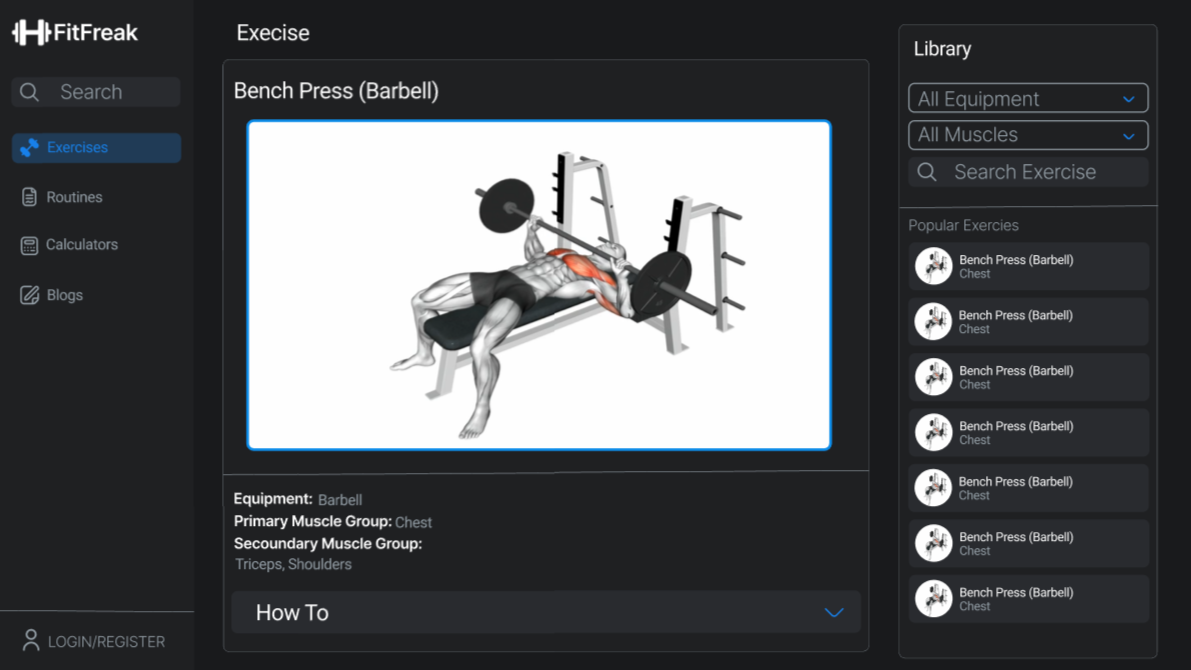 FitFreak
Search
Exercises
Routines
Calculators
Blogs
LOGIN/REGISTER
Execise
Bench Press (Barbell)
Equipment: Barbell
Primary Muscle Group: Chest
Secoundary Muscle Group:
Triceps, Shoulders
How To
Library
All Equipment
All Muscles
Search Exercise
Popular Exercies
Bench Press (Barbell)
Chest
Bench Press (Barbell)
Chest
Bench Press (Barbell)
Chest
Bench Press (Barbell)
Chest
Bench Press (Barbell)
Chest
Bench Press (Barbell)
Chest
Bench Press (Barbell)
Chest